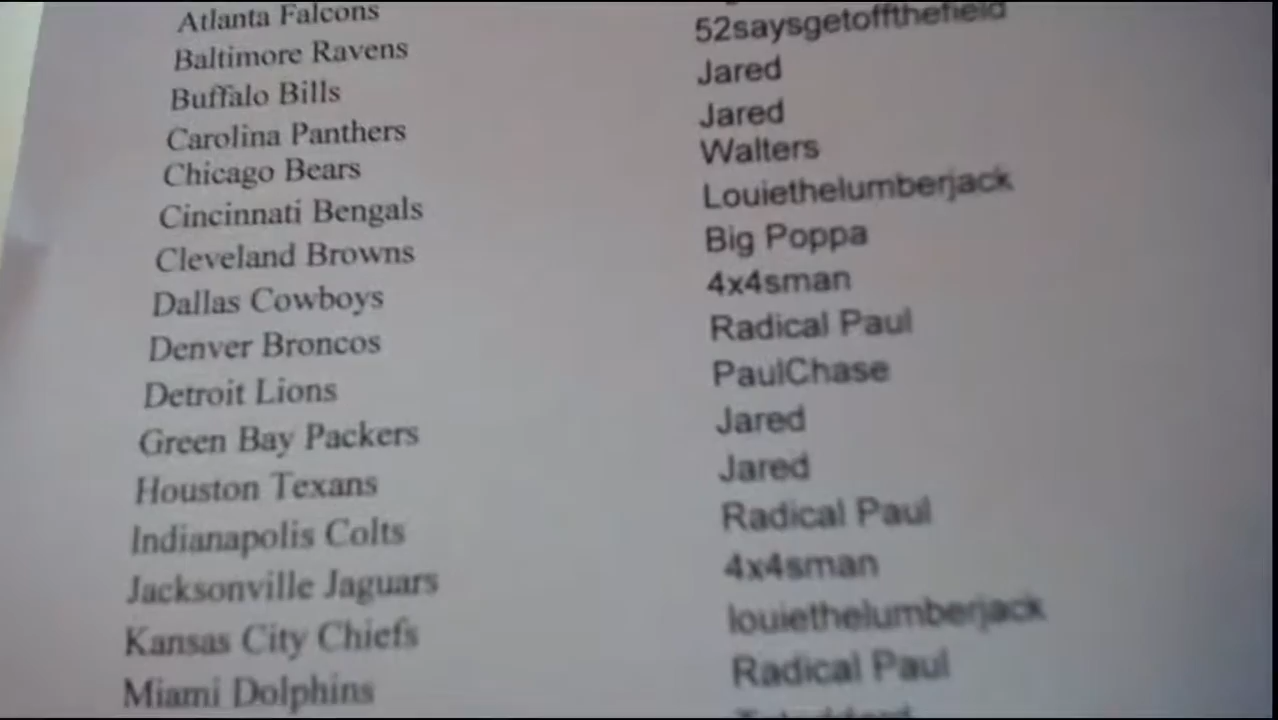 Atlanta Falcons
Baltimore Ravens 52saysgetoffthefield
Buffalo Bills Jared
Carolina Panthers Jared
Chicago Bears Walters
Cincinnati Bengals Louiethelumberjack
Cleveland Browns Big Poppa
Dallas Cowboys 4x4sman
Denver Broncos Radical Paul
Detroit Lions PaulChase
Green Bay Packers Jared
Houston Texans Jared
Indianapolis Colts Radical Paul
Jacksonville Jaguars 4x4sman
Kansas City Chiefs louiethelumberjack
Miami Dolphins Radical Paul